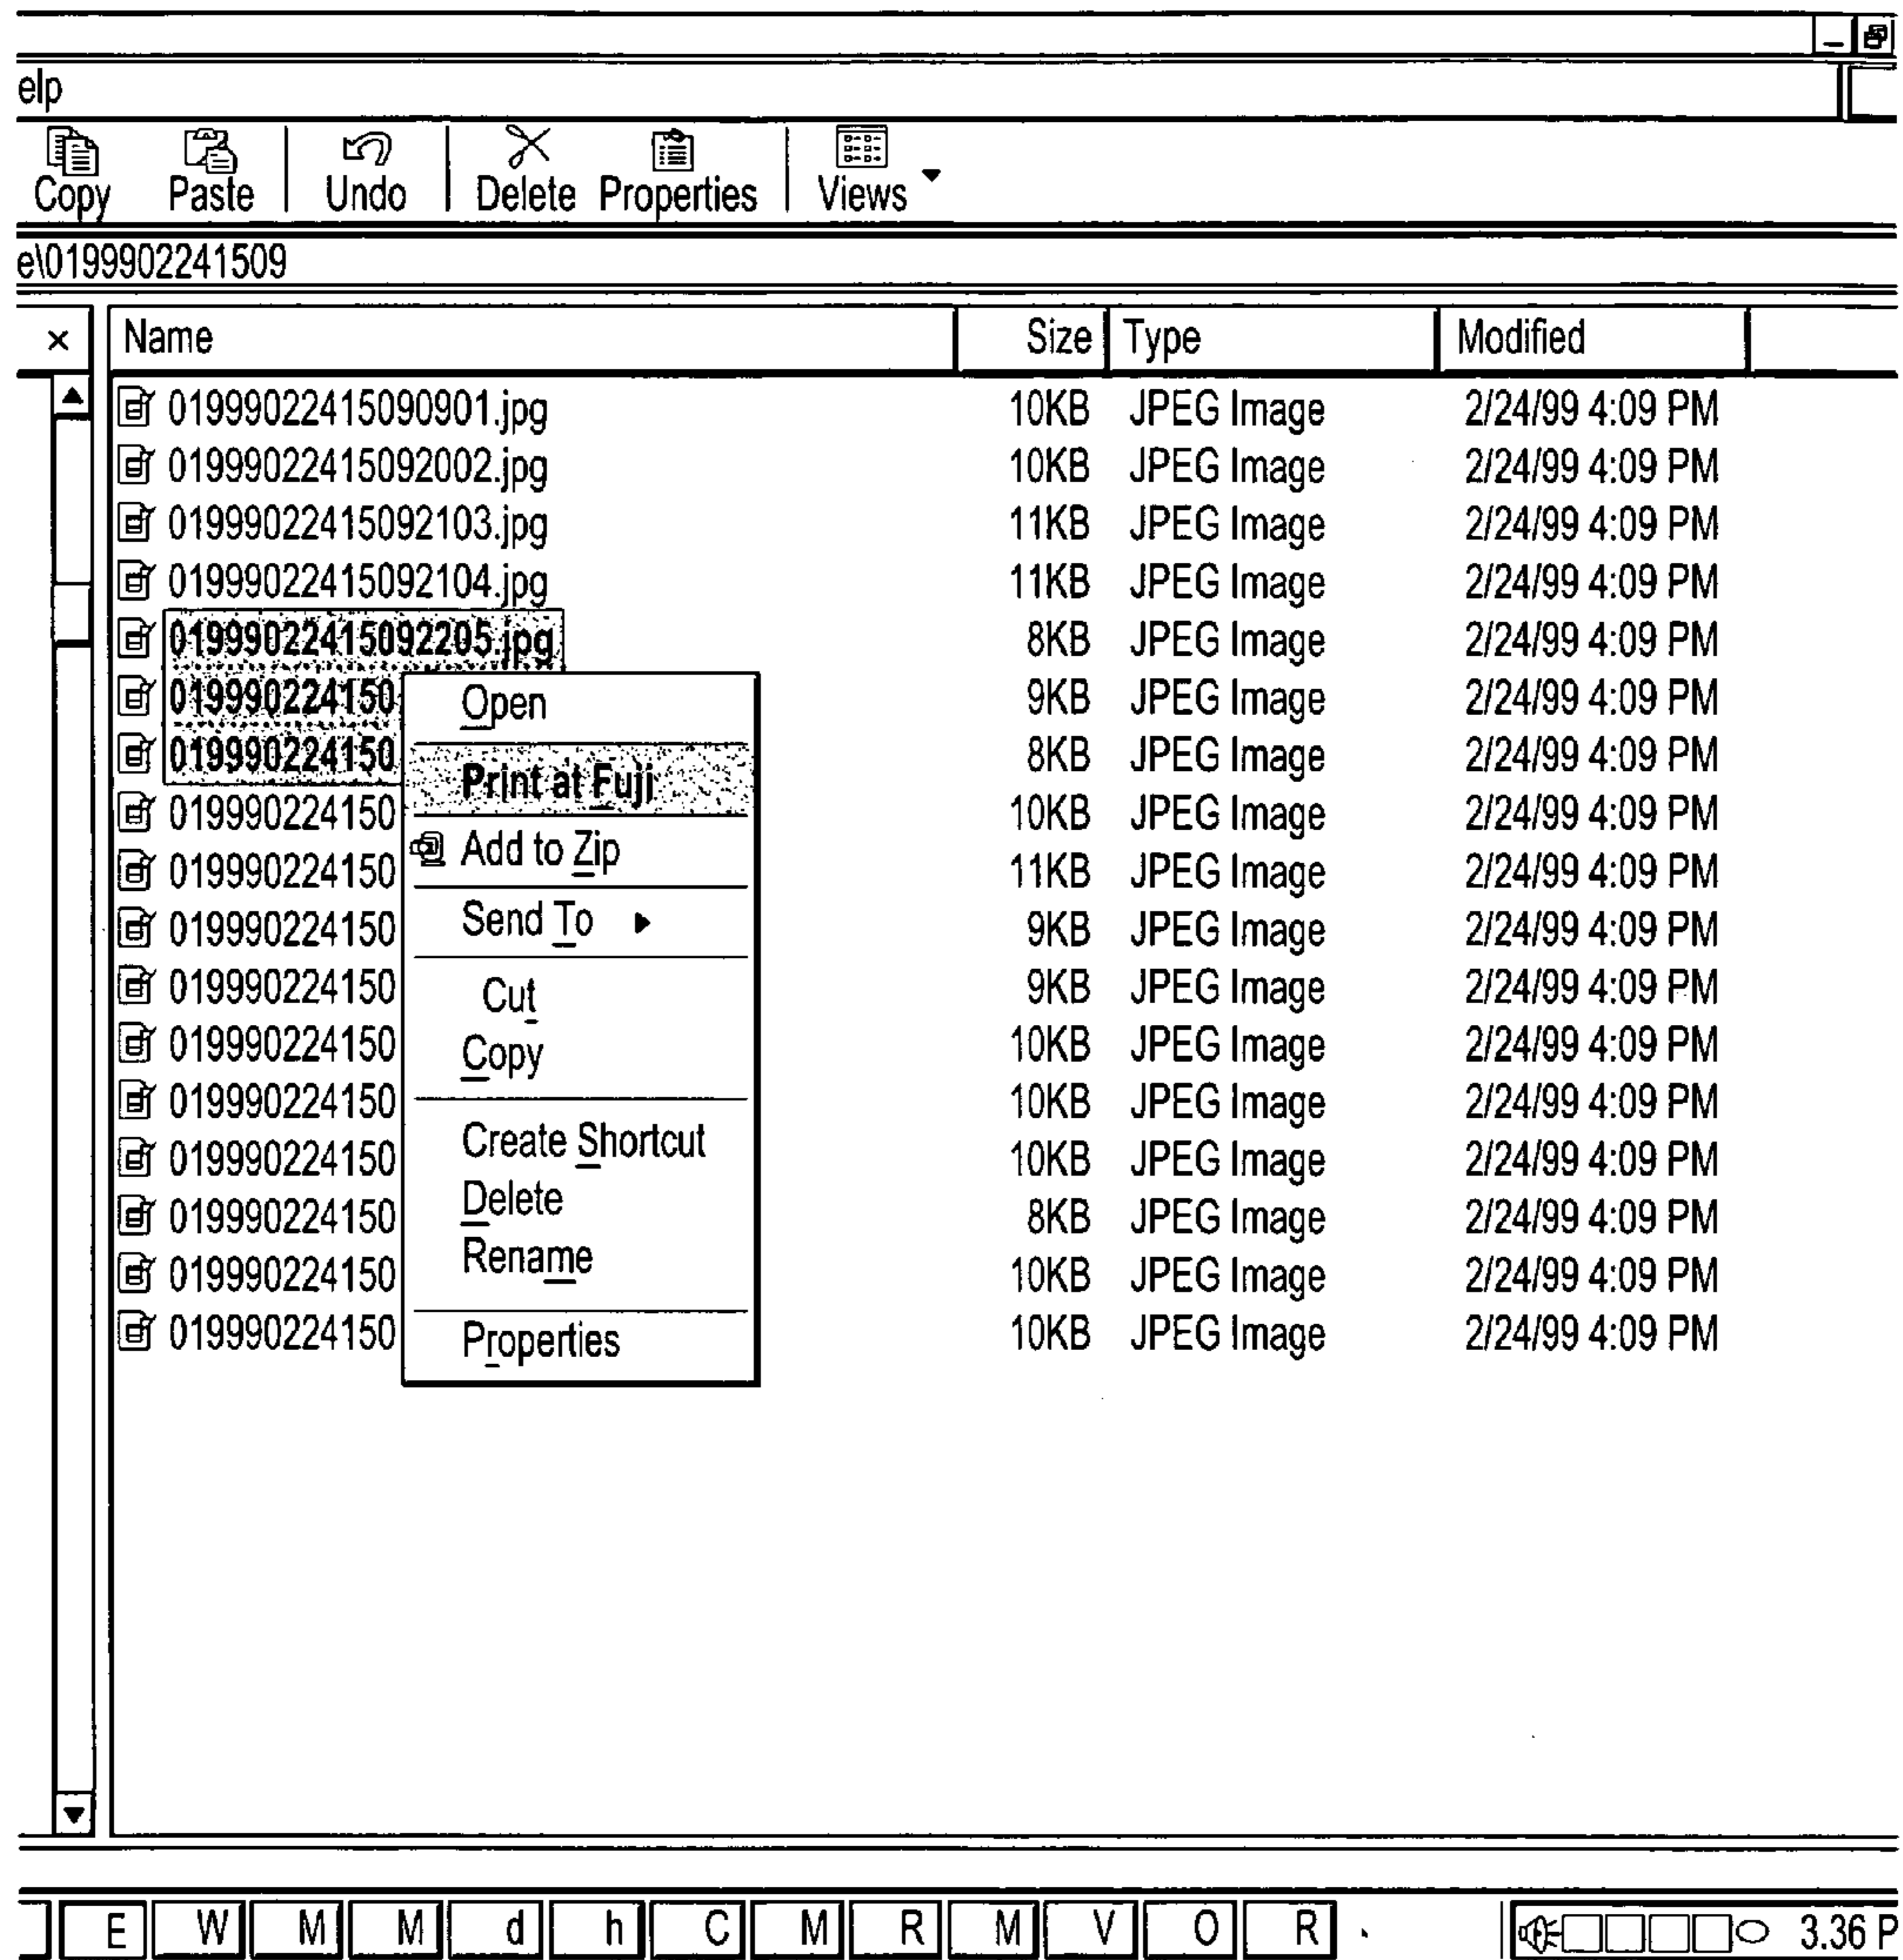 elp
Copy Paste Undo Delete Properties Views
e\0199902241509
× Name Size Type Modified
01999022415090901.jpg 10KB JPEG Image 2/24/99 4:09 PM
01999022415092002.jpg 10KB JPEG Image 2/24/99 4:09 PM
01999022415092103.jpg 11KB JPEG Image 2/24/99 4:09 PM
01999022415092104.jpg 11KB JPEG Image 2/24/99 4:09 PM
01999022415092205.jpg 8KB JPEG Image 2/24/99 4:09 PM
019990224150 9KB JPEG Image 2/24/99 4:09 PM
019990224150 8KB JPEG Image 2/24/99 4:09 PM
019990224150 10KB JPEG Image 2/24/99 4:09 PM
019990224150 11KB JPEG Image 2/24/99 4:09 PM
019990224150 9KB JPEG Image 2/24/99 4:09 PM
019990224150 9KB JPEG Image 2/24/99 4:09 PM
019990224150 10KB JPEG Image 2/24/99 4:09 PM
019990224150 10KB JPEG Image 2/24/99 4:09 PM
019990224150 10KB JPEG Image 2/24/99 4:09 PM
019990224150 8KB JPEG Image 2/24/99 4:09 PM
019990224150 10KB JPEG Image 2/24/99 4:09 PM
019990224150 10KB JPEG Image 2/24/99 4:09 PM
Open
Print at Fuji
Add to Zip
Send To
Cut
Copy
Create Shortcut
Delete
Rename
Properties
E W M M d h C M R M V O R 3.36 P